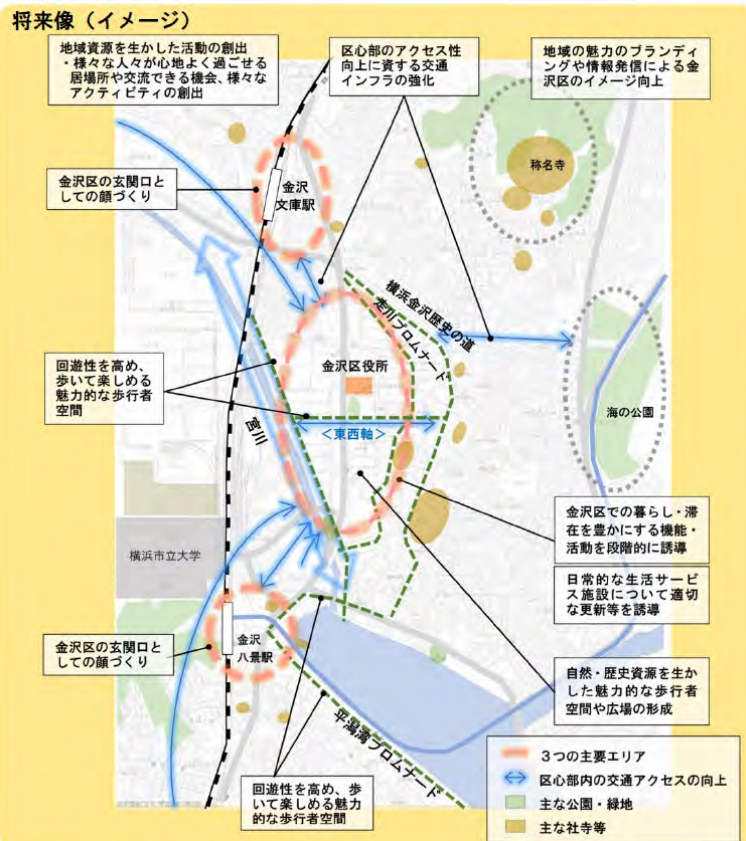 将来像（イメージ）
地域資源を生かした活動の創出
・様々な人々が心地よく過ごせる
居場所や交流できる機会、様々な
アクティビティの創出
区心部のアクセス性
向上に資する交通
インフラの強化
地域の魅力のブランディ
ングや情報発信による金
沢区のイメージ向上
称名寺
金沢区の玄関口と
しての顔づくり
金沢
文庫駅
横浜金沢歴史の道
走川プロムナード
回遊性を高め、
歩いて楽しめる
魅力的な歩行者
空間
金沢区役所
宮川
＜東西軸＞
海の公園
金沢区での暮らし・滞
在を豊かにする機能・
活動を段階的に誘導
横浜市立大学
日常的な生活サービ
ス施設について適切
な更新等を誘導
金沢区の玄関口と
しての顔づくり
金沢
八景駅
自然・歴史資源を生か
した魅力的な歩行者
空間や広場の形成
平潟湾プロムナード
回遊性を高め、歩
いて楽しめる魅力
的な歩行者空間
３つの主要エリア
区心部内の交通アクセスの向上
主な公園・緑地
主な社寺等